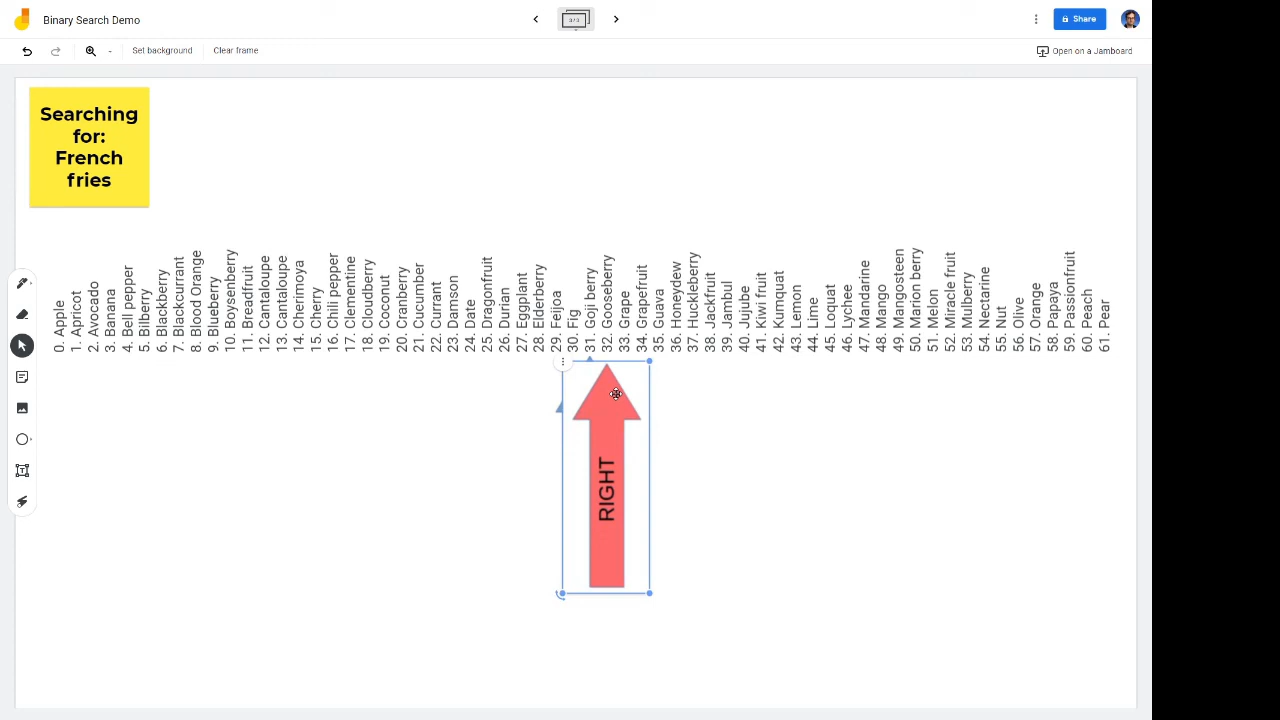 Binary Search Demo
3 / 3
Share
Set background
Clear frame
Open on a Jamboard
Searching
for:
French
fries
0. Apple
1. Apricot
2. Avocado
3. Banana
4. Bell pepper
5. Bilberry
6. Blackberry
7. Blackcurrant
8. Blood Orange
9. Blueberry
10. Boysenberry
11. Breadfruit
12. Cantaloupe
13. Cantaloupe
14. Cherimoya
15. Cherry
16. Chili pepper
17. Clementine
18. Cloudberry
19. Coconut
20. Cranberry
21. Cucumber
22. Currant
23. Damson
24. Date
25. Dragonfruit
26. Durian
27. Eggplant
28. Elderberry
29. Feijoa
30. Fig
31. Goji berry
32. Gooseberry
33. Grape
34. Grapefruit
35. Guava
36. Honeydew
37. Huckleberry
38. Jackfruit
39. Jambul
40. Jujube
41. Kiwi fruit
42. Kumquat
43. Lemon
44. Lime
45. Loquat
46. Lychee
47. Mandarine
48. Mango
49. Mangosteen
50. Marion berry
51. Melon
52. Miracle fruit
53. Mulberry
54. Nectarine
55. Nut
56. Olive
57. Orange
58. Papaya
59. Passionfruit
60. Peach
61. Pear
RIGHT